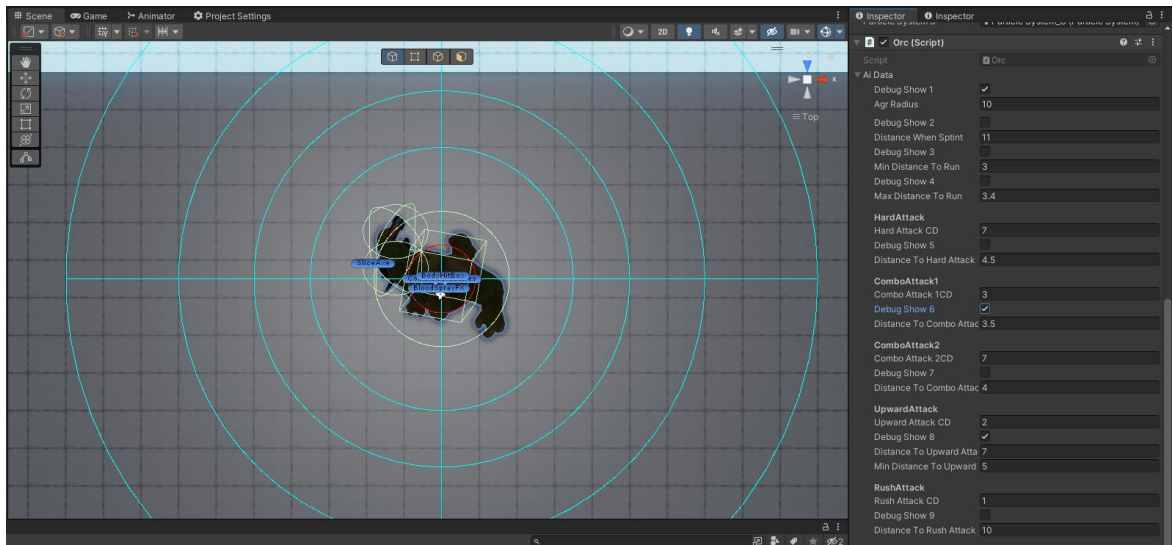 Scene Game Animator Project Settings
2D
Top
SliceAxe
BodyHitBox
BloodSprayFX
2
Inspector Inspector
Orc (Script)
Script Orc
Ai Data
Debug Show 1
Agr Radius 10
Debug Show 2
Distance When Sptint 11
Debug Show 3
Min Distance To Run 3
Debug Show 4
Max Distance To Run 3.4
HardAttack
Hard Attack CD 7
Debug Show 5
Distance To Hard Attack 4.5
ComboAttack1
Combo Attack 1CD 3
Debug Show 6
Distance To Combo Attac 3.5
ComboAttack2
Combo Attack 2CD 7
Debug Show 7
Distance To Combo Attac 4
UpwardAttack
Upward Attack CD 2
Debug Show 8
Distance To Upward Atta 7
Min Distance To Upward 5
RushAttack
Rush Attack CD 1
Debug Show 9
Distance To Rush Attack 10